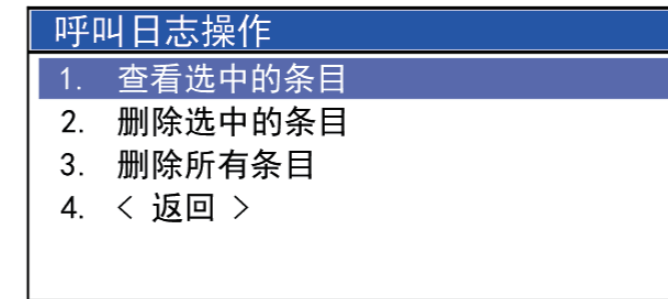 呼叫日志操作
1. 查看选中的条目
2. 删除选中的条目
3. 删除所有条目
4. < 返回 >